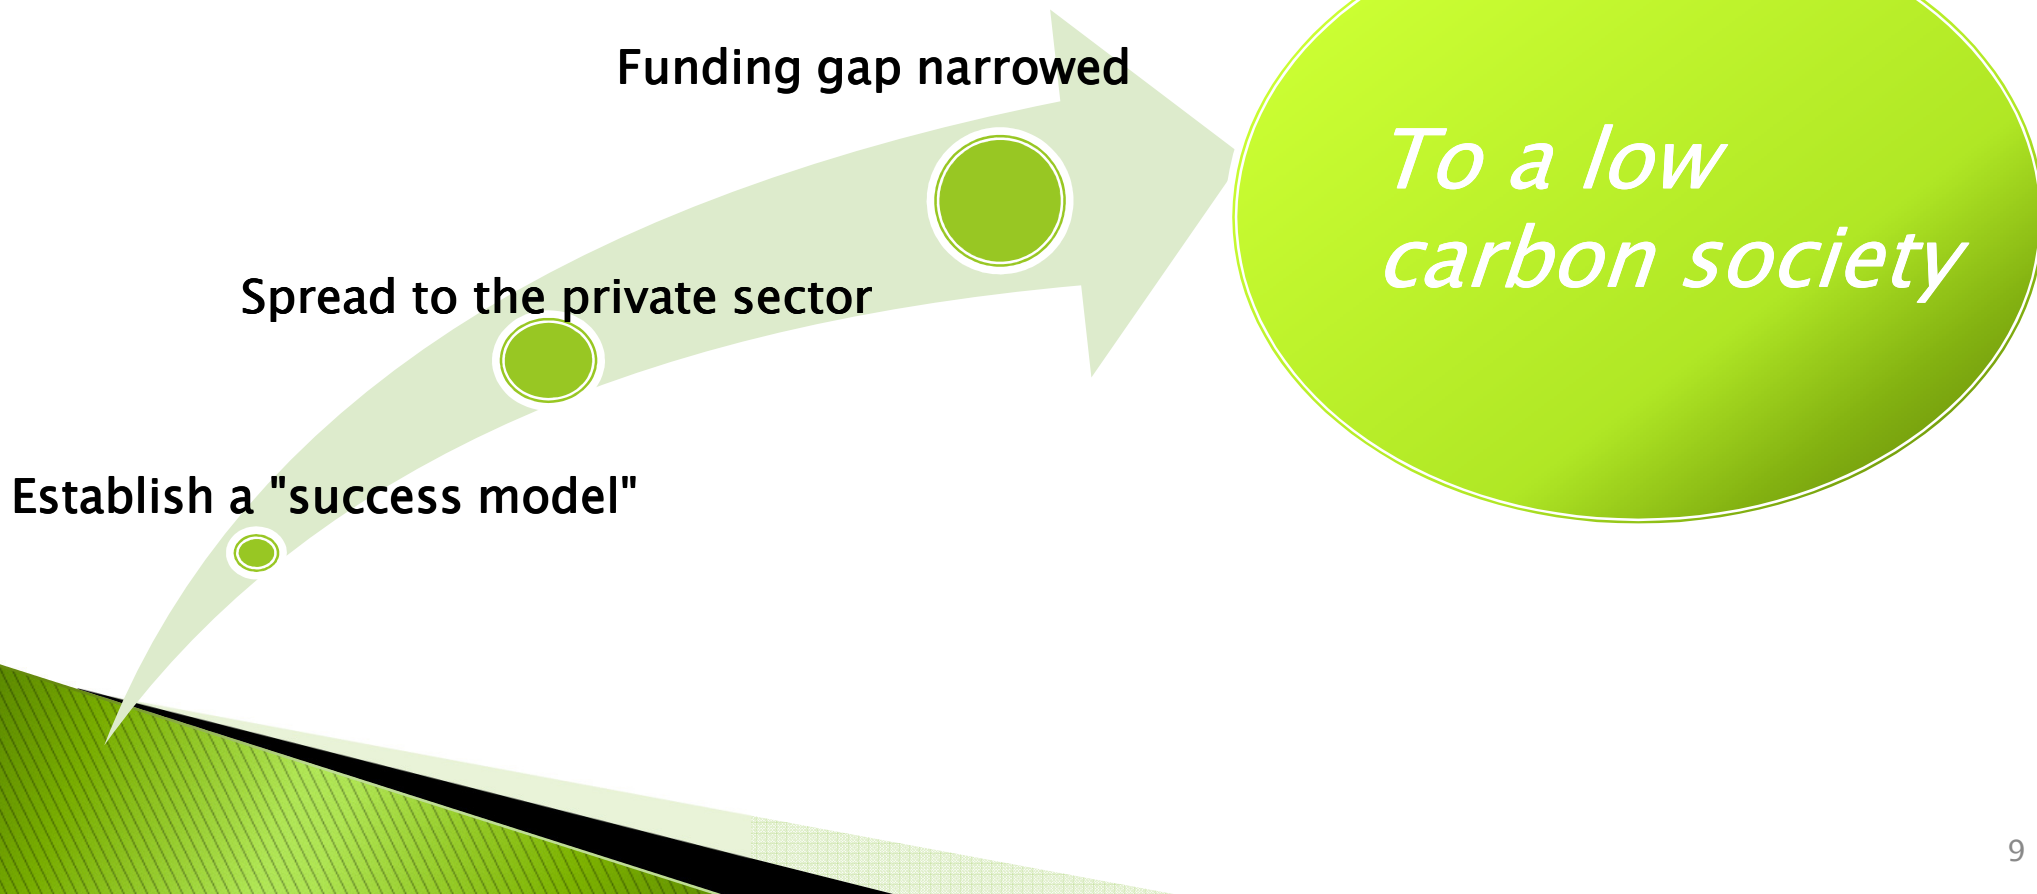 Funding gap narrowed
To a low
carbon society
Spread to the private sector
Establish a "success model"
9